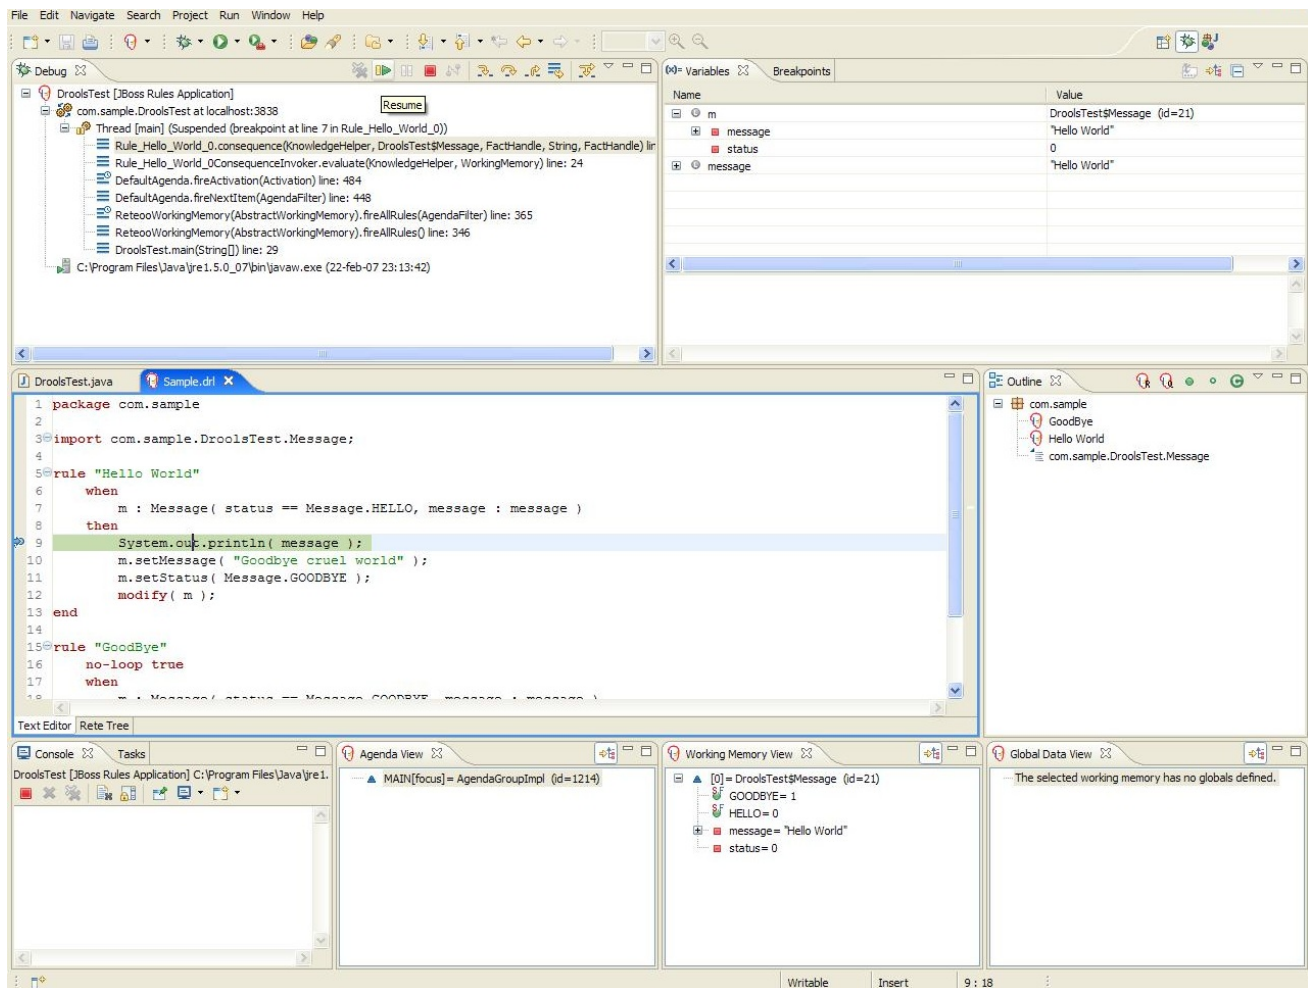 File Edit Navigate Search Project Run Window Help
Debug
DroolsTest [JBoss Rules Application]
Resume
com.sample.DroolsTest at localhost:3838
Thread [main] (Suspended (breakpoint at line 7 in Rule_Hello_World_0))
Rule_Hello_World_0.consequence(KnowledgeHelper, DroolsTest$Message, FactHandle, String, FactHandle) lir
Rule_Hello_World_0ConsequenceInvoker.evaluate(KnowledgeHelper, WorkingMemory) line: 24
DefaultAgenda.fireActivation(Activation) line: 484
DefaultAgenda.fireNextItem(AgendaFilter) line: 448
ReteooWorkingMemory(AbstractWorkingMemory).fireAllRules(AgendaFilter) line: 365
ReteooWorkingMemory(AbstractWorkingMemory).fireAllRules() line: 346
DroolsTest.main(String[]) line: 29
C:\Program Files\Java\jre1.5.0_07\bin\javaw.exe (22-feb-07 23:13:42)
(x)= Variables Breakpoints
Name Value
m DroolsTest$Message (id=21)
message "Hello World"
status 0
message "Hello World"
DroolsTest.java Sample.drl
1 package com.sample
2
3 import com.sample.DroolsTest.Message;
4
5 rule "Hello World"
6 when
7 m : Message( status == Message.HELLO, message : message )
8 then
9 System.out.println( message );
10 m.setMessage( "Goodbye cruel world" );
11 m.setStatus( Message.GOODBYE );
12 modify( m );
13 end
14
15 rule "GoodBye"
16 no-loop true
17 when
18 m : Message( status == Message.GOODBYE, message : message )
Text Editor Rete Tree
Outline
com.sample
GoodBye
Hello World
com.sample.DroolsTest.Message
Console Tasks
DroolsTest [JBoss Rules Application] C:\Program Files\Java\jre1.
Agenda View
MAIN[focus]= AgendaGroupImpl (id=1214)
Working Memory View
[0]= DroolsTest$Message (id=21)
GOODBYE= 1
HELLO= 0
message= "Hello World"
status= 0
Global Data View
The selected working memory has no globals defined.
Writable Insert 9 : 18